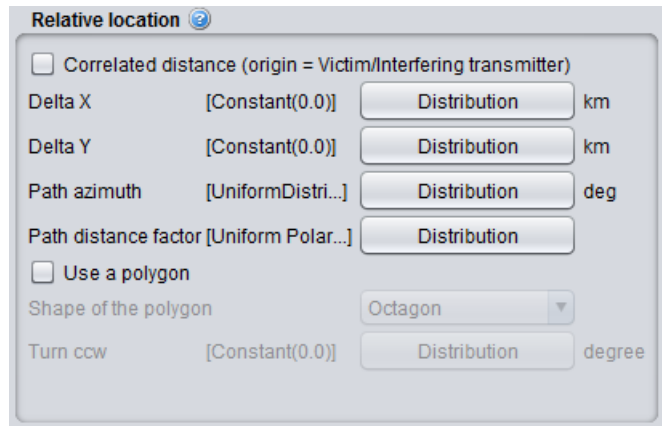 Relative location ?
Correlated distance (origin = Victim/Interfering transmitter)
Delta X [Constant(0.0)] Distribution km
Delta Y [Constant(0.0)] Distribution km
Path azimuth [UniformDistri...] Distribution deg
Path distance factor [Uniform Polar...] Distribution
Use a polygon
Shape of the polygon Octagon
Turn ccw [Constant(0.0)] Distribution degree